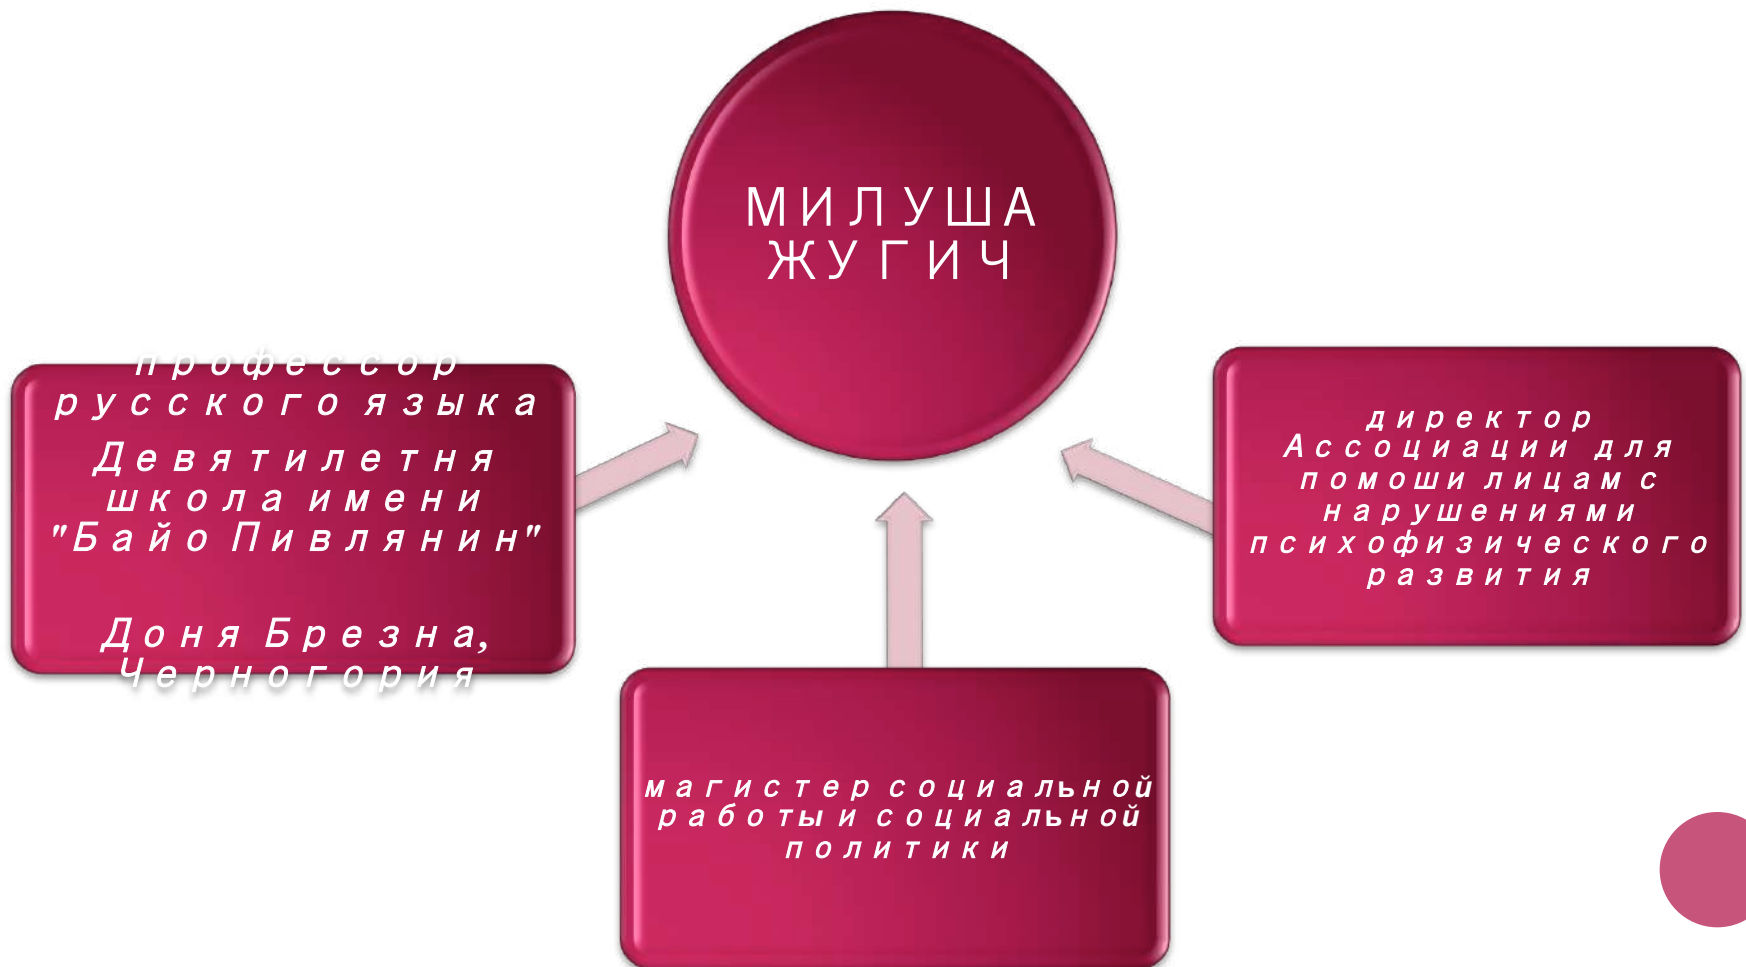 МИЛУША
ЖУГИЧ
профессор
русского языка
Девятилетня
школа имени
"Байо Пивлянин"
Доня Брезна,
Черногория
директор
Ассоциации для
помоши лицам с
нарушениями
психофизического
развития
магистер социальной
работы и социальной
политики